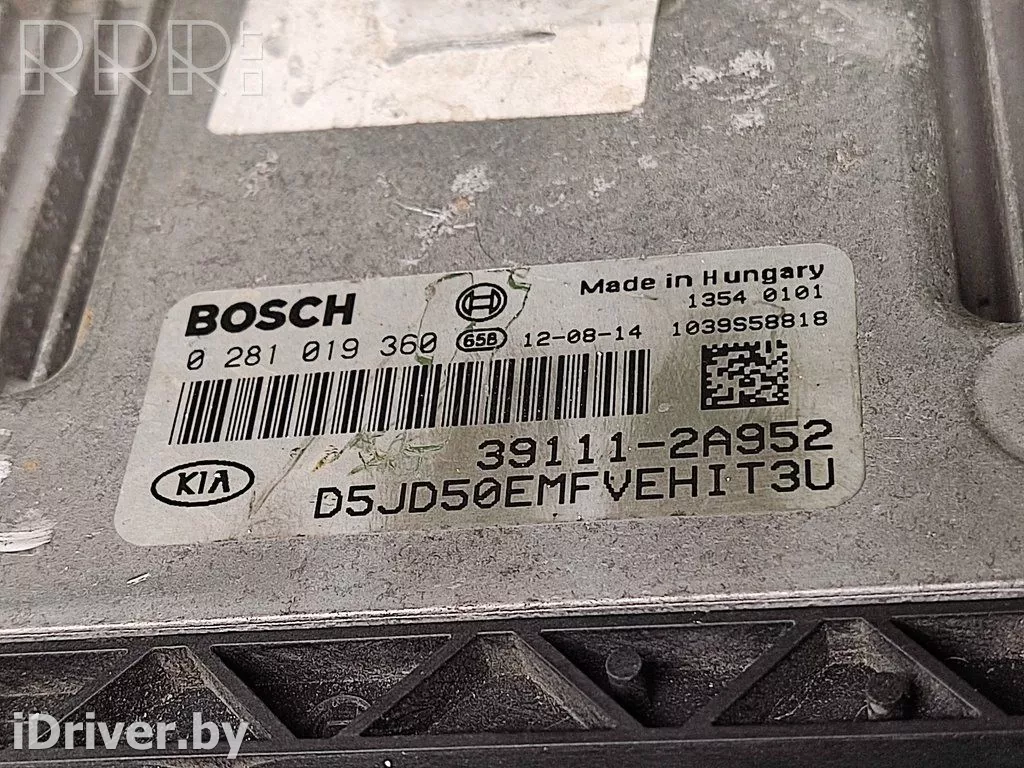 RRR
BOSCH
Made in Hungary
1354 0101
0 281 019 360 65B 12-08-14 1039S58818
39111-2A952
KIA
D5JD50EMFVEHIT3U
iDriver.by